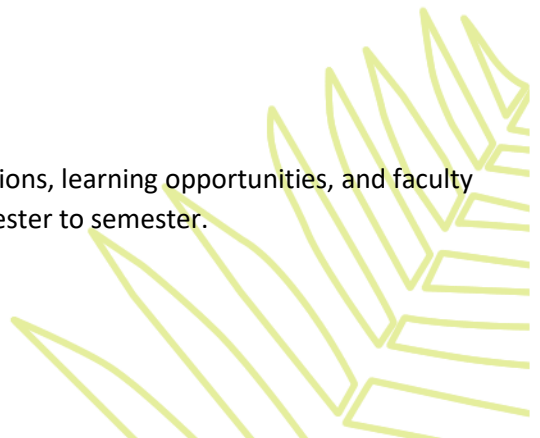 ions, learning opportunities, and faculty
ester to semester.